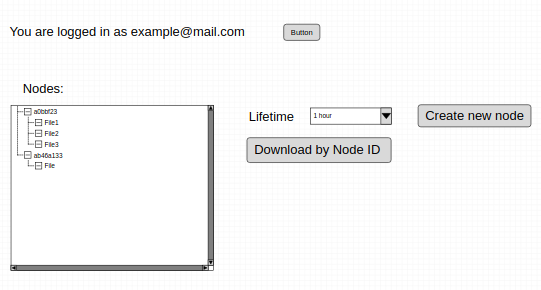 You are logged in as example@mail.com
Button
Nodes:
a0bbf23
File1
File2
File3
ab46a133
File
Lifetime
1 hour
Create new node
Download by Node ID